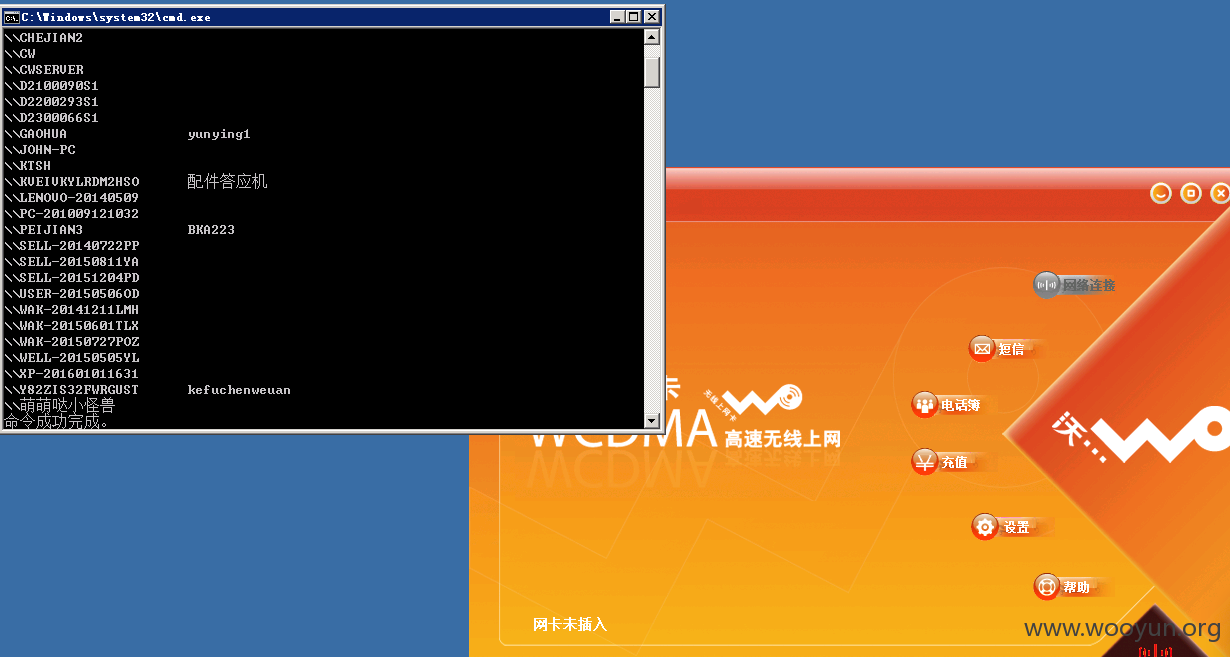 C:\Windows\system32\cmd.exe
\\CHEJIAN2
\\CW
\\CWSERVER
\\D2100090S1
\\D2200293S1
\\D2300066S1
\\GAOHUA yunying1
\\JOHN-PC
\\KTSH
\\KVEIVKYLRDM2HSO 配件答应机
\\LENOVO-20140509
\\PC-201009121032
\\PEIJIAN3 BKA223
\\SELL-20140722PP
\\SELL-20150811YA
\\SELL-20151204PD
\\USER-20150506OD
\\WAK-20141211LMH
\\WAK-20150601TLX
\\WAK-20150727POZ
\\WELL-20150505YL
\\XP-201601011631
\\Y82ZIS32FWRGUST kefuchenweuan
\\萌萌哒小怪兽
命令成功完成。
网络连接
短信
电话簿
卡
无线上网卡
WCDMA 高速无线上网
沃...
充值
设置
帮助
网卡未插入
www.wooyun.org